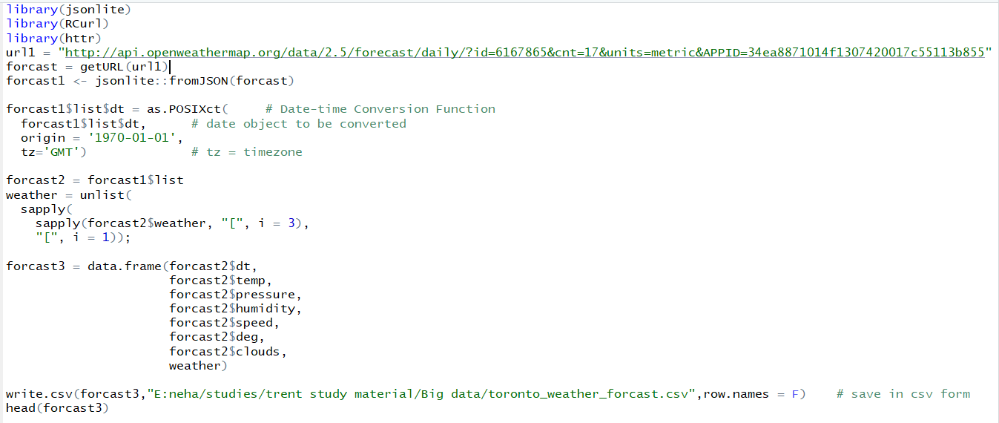 library(jsonlite)
library(RCurl)
library(httr)
url1 = "http://api.openweathermap.org/data/2.5/forecast/daily/?id=6167865&cnt=17&units=metric&APPID=34ea8871014f1307420017c55113b855"
forcast = getURL(url1)
forcast1 <- jsonlite::fromJSON(forcast)

forcast1$list$dt = as.POSIXct(     # Date-time Conversion Function
  forcast1$list$dt,      # date object to be converted
  origin = '1970-01-01',
  tz='GMT')              # tz = timezone

forcast2 = forcast1$list
weather = unlist(
  sapply(
    sapply(forcast2$weather, "[", i = 3),
    "[", i = 1));

forcast3 = data.frame(forcast2$dt,
                      forcast2$temp,
                      forcast2$pressure,
                      forcast2$humidity,
                      forcast2$speed,
                      forcast2$deg,
                      forcast2$clouds,
                      weather)

write.csv(forcast3,"E:neha/studies/trent study material/Big data/toronto_weather_forcast.csv",row.names = F)    # save in csv form
head(forcast3)